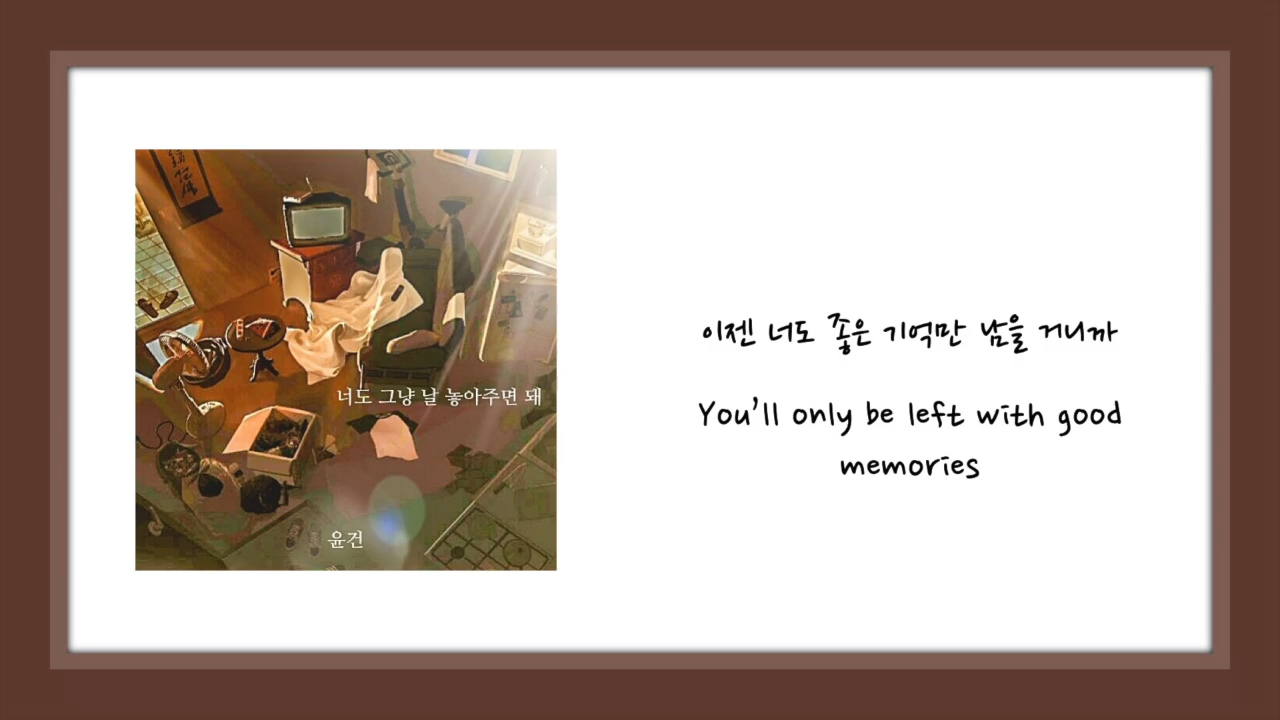 너도 그냥 날 놓아주면 돼
윤건
이젠 너도 좋은 기억만 남을 거니까
You'll only be left with good
memories